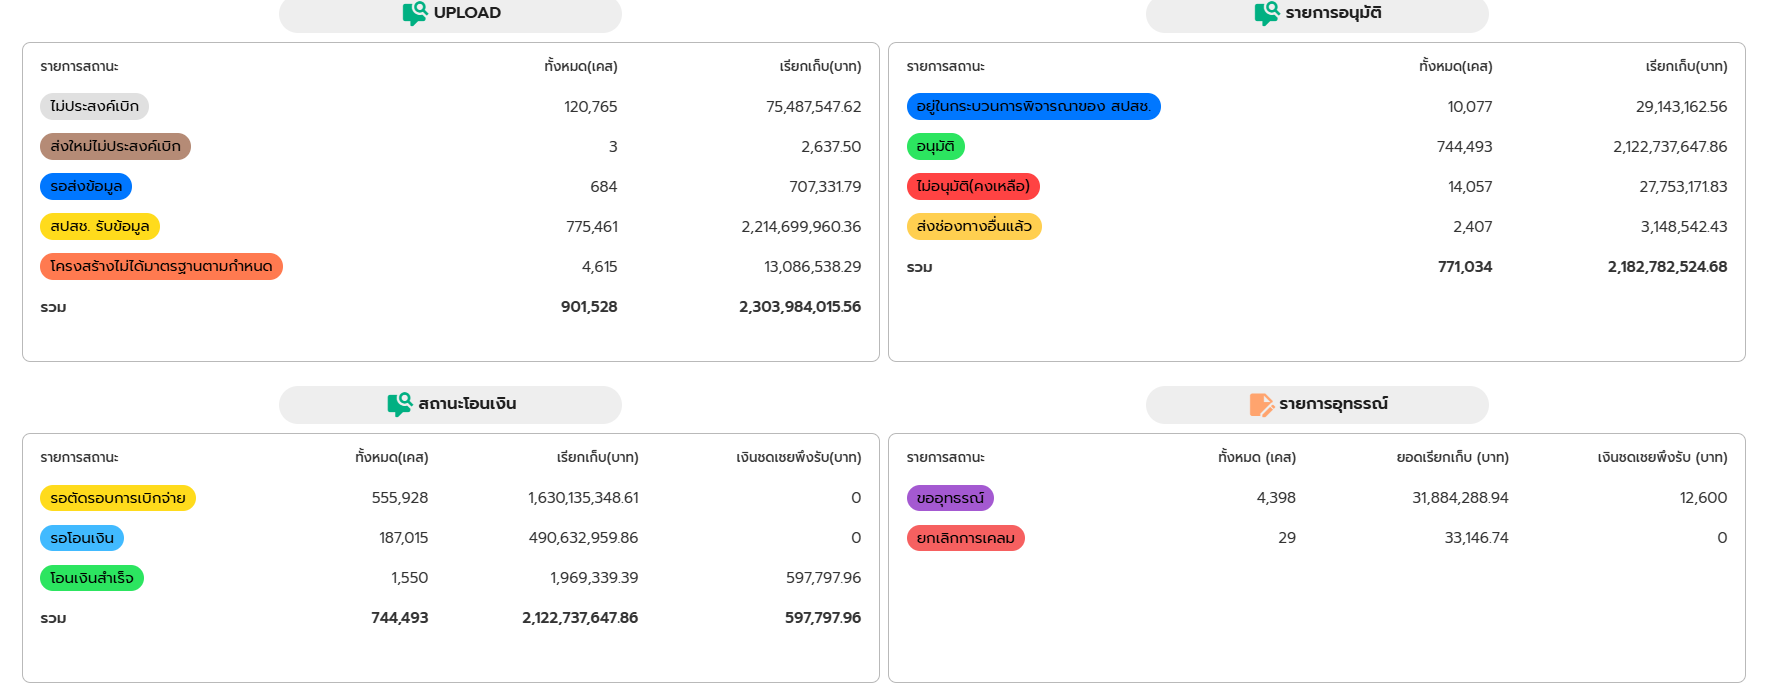 UPLOAD
รายการสถานะ ทั้งหมด(เคส) เรียกเก็บ(บาท)
ไม่ประสงค์เบิก 120,765 75,487,547.62
ส่งใหม่ไม่ประสงค์เบิก 3 2,637.50
รอส่งข้อมูล 684 707,331.79
สปสช. รับข้อมูล 775,461 2,214,699,960.36
โครงสร้างไม่ได้มาตรฐานตามกำหนด 4,615 13,086,538.29
รวม 901,528 2,303,984,015.56
รายการอนุมัติ
รายการสถานะ ทั้งหมด(เคส) เรียกเก็บ(บาท)
อยู่ในกระบวนการพิจารณาของ สปสช. 10,077 29,143,162.56
อนุมัติ 744,493 2,122,737,647.86
ไม่อนุมัติ(คงเหลือ) 14,057 27,753,171.83
ส่งช่องทางอื่นแล้ว 2,407 3,148,542.43
รวม 771,034 2,182,782,524.68
สถานะโอนเงิน
รายการสถานะ ทั้งหมด(เคส) เรียกเก็บ(บาท) เงินชดเชยพึงรับ(บาท)
รอตัดรอบการเบิกจ่าย 555,928 1,630,135,348.61 0
รอโอนเงิน 187,015 490,632,959.86 0
โอนเงินสำเร็จ 1,550 1,969,339.39 597,797.96
รวม 744,493 2,122,737,647.86 597,797.96
รายการอุทธรณ์
รายการสถานะ ทั้งหมด (เคส) ยอดเรียกเก็บ (บาท) เงินชดเชยพึงรับ (บาท)
ขออุทธรณ์ 4,398 31,884,288.94 12,600
ยกเลิกการเคลม 29 33,146.74 0